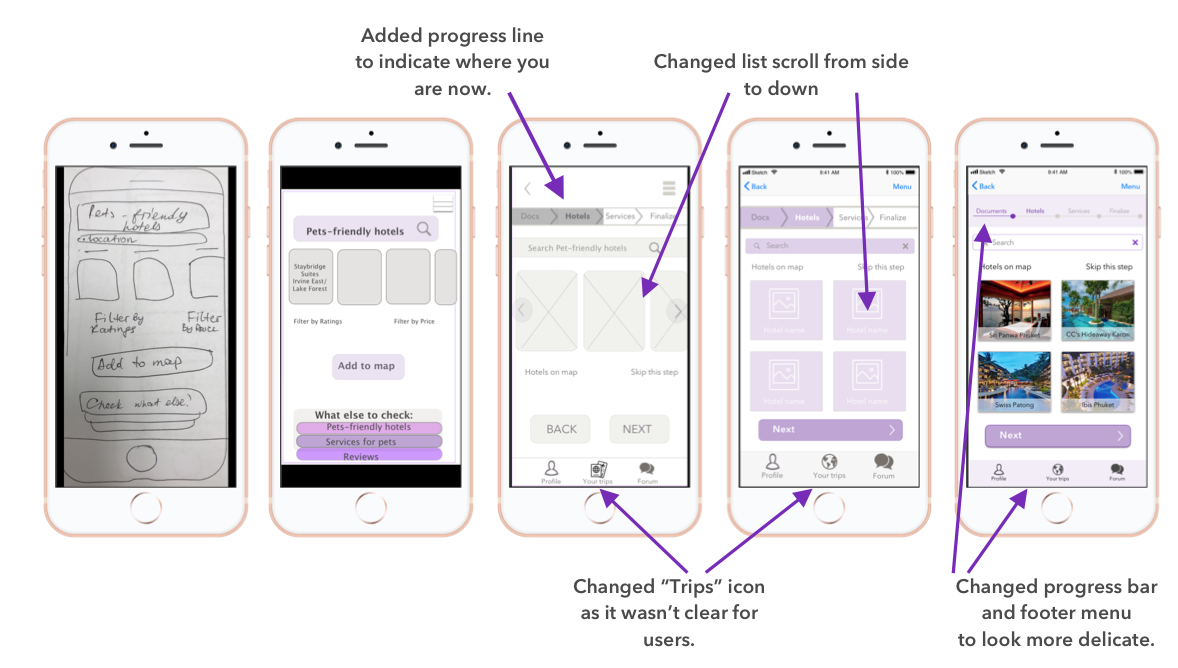 Added progress line
to indicate where you
are now.
Changed list scroll from side
to down
Pets - friendly
hotels
location
Filter by
Ratings
Filter
by Price
Add to map
Check what else?
Pets-friendly hotels
Staybridge
Suites
Irvine East/
Lake Forest
Filter by Ratings
Filter by Price
Add to map
What else to check:
Pets-friendly hotels
Services for pets
Reviews
Docs
Hotels
Services
Finalize
Search Pet-friendly hotels
Hotels on map
Skip this step
BACK
NEXT
Profile
Your trips
Forum
Sketch
9:41 AM
100%
Back
Menu
Docs
Hotels
Services
Finalize
Search
Hotels on map
Skip this step
Hotel name
Hotel name
Hotel name
Hotel name
Next
Profile
Your trips
Forum
Sketch
9:41 AM
100%
Back
Menu
Documents
Hotels
Services
Finalize
Search
Hotels on map
Skip this step
Sri Panwa Phuket
CC's Hideaway Karon
Swiss Patong
Ibis Phuket
Next
Profile
Your trips
Forum
Changed “Trips” icon
as it wasn’t clear for
users.
Changed progress bar
and footer menu
to look more delicate.